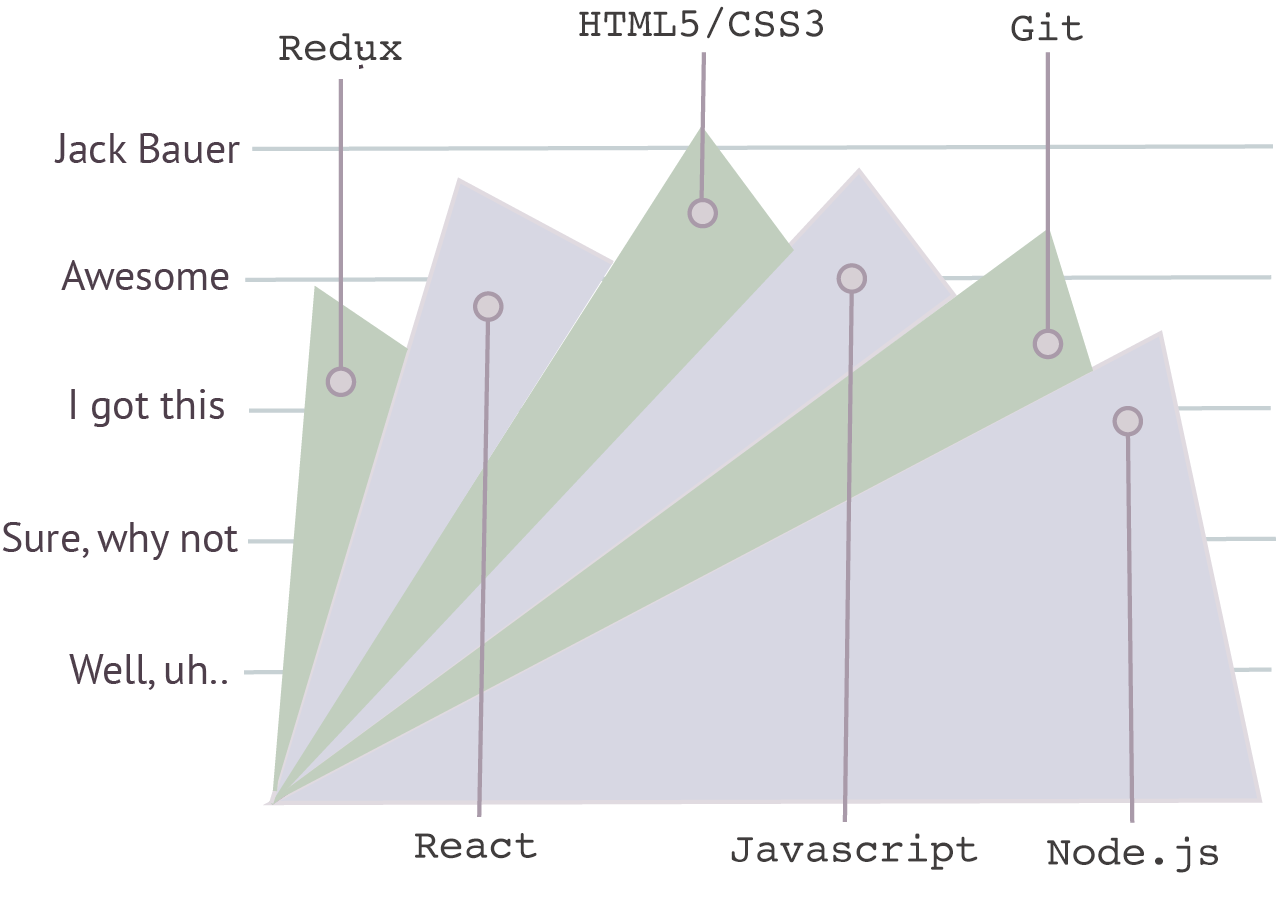 Redux
HTML5/CSS3
Git
Jack Bauer
Awesome
I got this
Sure, why not
Well, uh..
React
Javascript
Node.js